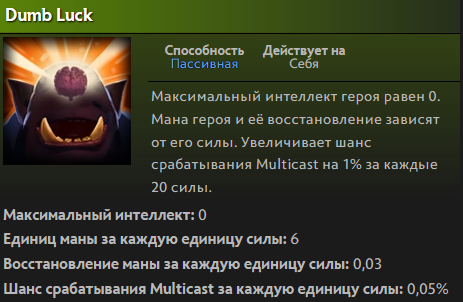 Dumb Luck
Способность Действует на
Пассивная Себя
Максимальный интеллект героя равен 0.
Мана героя и её восстановление зависят
от его силы. Увеличивает шанс
срабатывания Multicast на 1% за каждые
20 силы.
Максимальный интеллект: 0
Единиц маны за каждую единицу силы: 6
Восстановление маны за каждую единицу силы: 0,03
Шанс срабатывания Multicast за каждую единицу силы: 0,05%